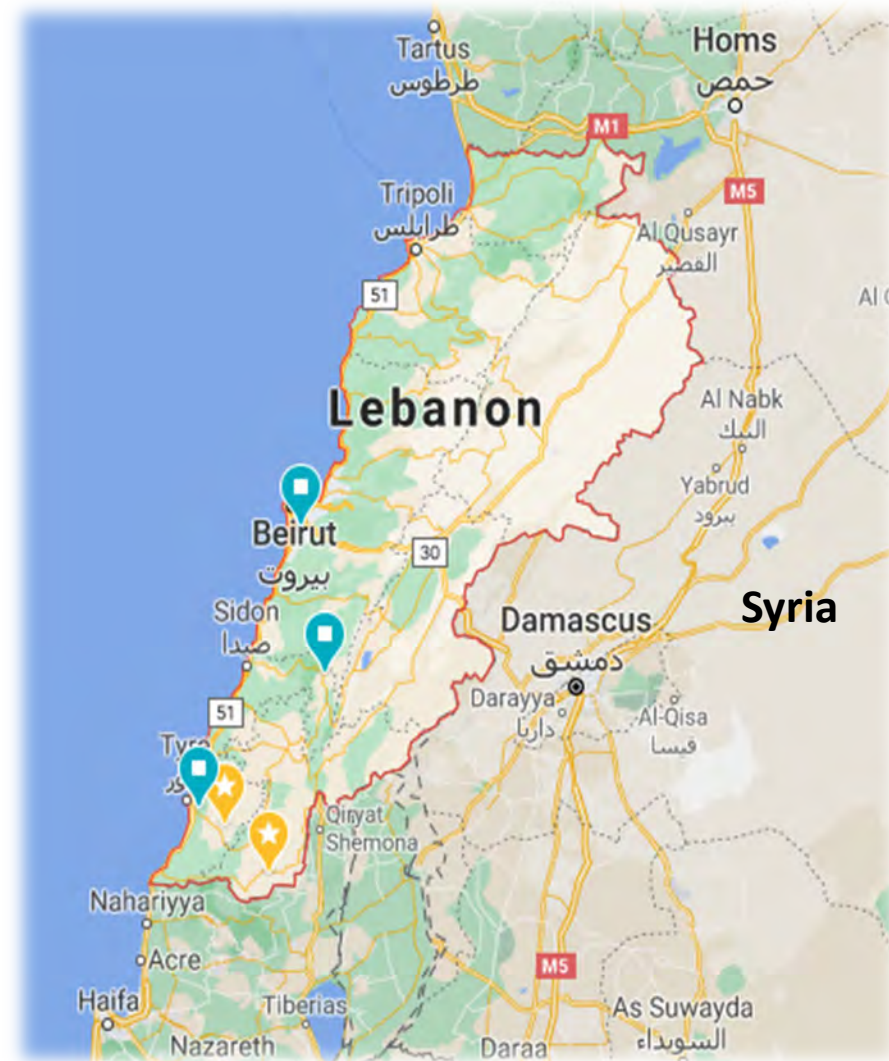 Tartus
طرطوس
Homs
حمص
M1
Tripoli
طرابلس
M5
Al Qusayr
القصير
51
Al
Lebanon
Al Nabk
النبك
Yabrud
يبرود
Beirut
بيروت
30
Sidon
صيدا
Syria
Damascus
دمشق
Darayya
داريا
Al-Qisa
قيسا
51
Tyre
Qiryat
Shemona
Nahariyya
Acre
M5
Haifa
Tiberias
As Suwayda
السويداء
Nazareth
Daraa